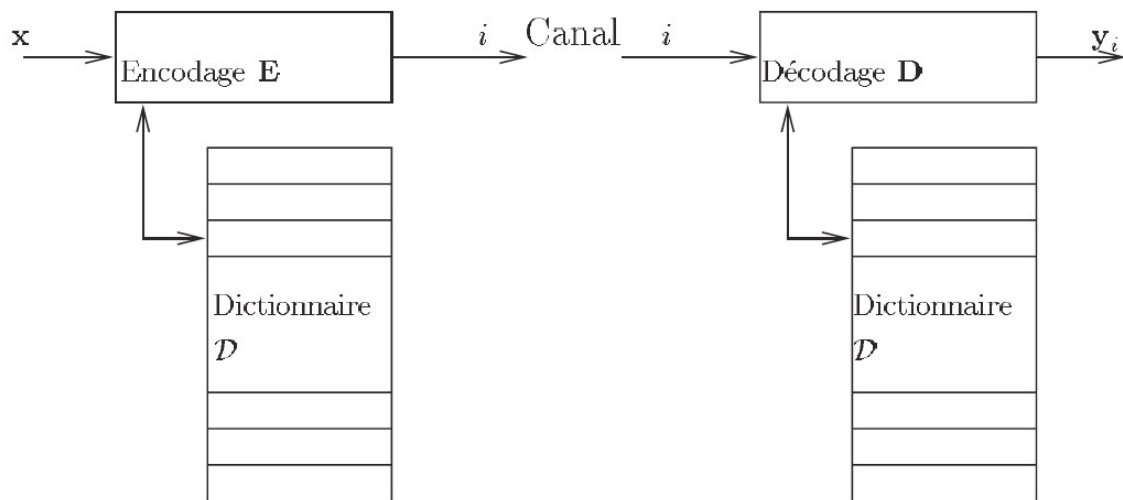 x
i
Canal
i
y_i
Encodage E
Décodage D
Dictionnaire
𝒟
Dictionnaire
𝒟